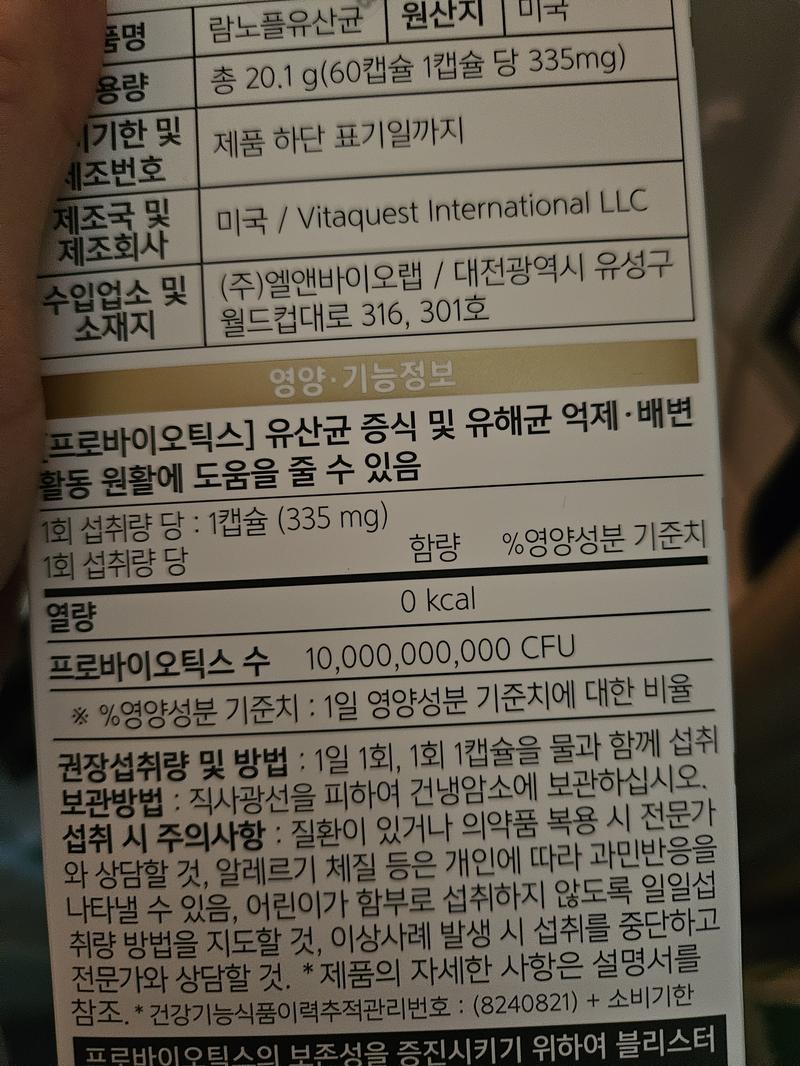 품명 람노플유산균 원산지 미국
용량 총 20.1 g(60캡슐 1캡슐 당 335mg)
기한 및
제조번호 제품 하단 표기일까지
제조국 및
제조회사 미국 / Vitaquest International LLC
수입업소 및 (주)엘앤바이오랩 / 대전광역시 유성구
소재지 월드컵대로 316, 301호
영양·기능정보
[프로바이오틱스] 유산균 증식 및 유해균 억제·배변
활동 원활에 도움을 줄 수 있음
1회 섭취량 당 : 1캡슐 (335 mg)
1회 섭취량 당 함량 %영양성분 기준치
열량 0 kcal
프로바이오틱스 수 10,000,000,000 CFU
※ %영양성분 기준치 : 1일 영양성분 기준치에 대한 비율
권장섭취량 및 방법 : 1일 1회, 1회 1캡슐을 물과 함께 섭취
보관방법 : 직사광선을 피하여 건냉암소에 보관하십시오.
섭취 시 주의사항 : 질환이 있거나 의약품 복용 시 전문가
와 상담할 것, 알레르기 체질 등은 개인에 따라 과민반응을
나타낼 수 있음, 어린이가 함부로 섭취하지 않도록 일일섭
취량 방법을 지도할 것, 이상사례 발생 시 섭취를 중단하고
전문가와 상담할 것. *제품의 자세한 사항은 설명서를
참조. *건강기능식품이력추적관리번호 : (8240821) + 소비기한
프로바이오틱스의 보존성을 증진시키기 위하여 블리스터